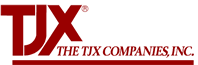 TJX®
THE TJX COMPANIES, INC.